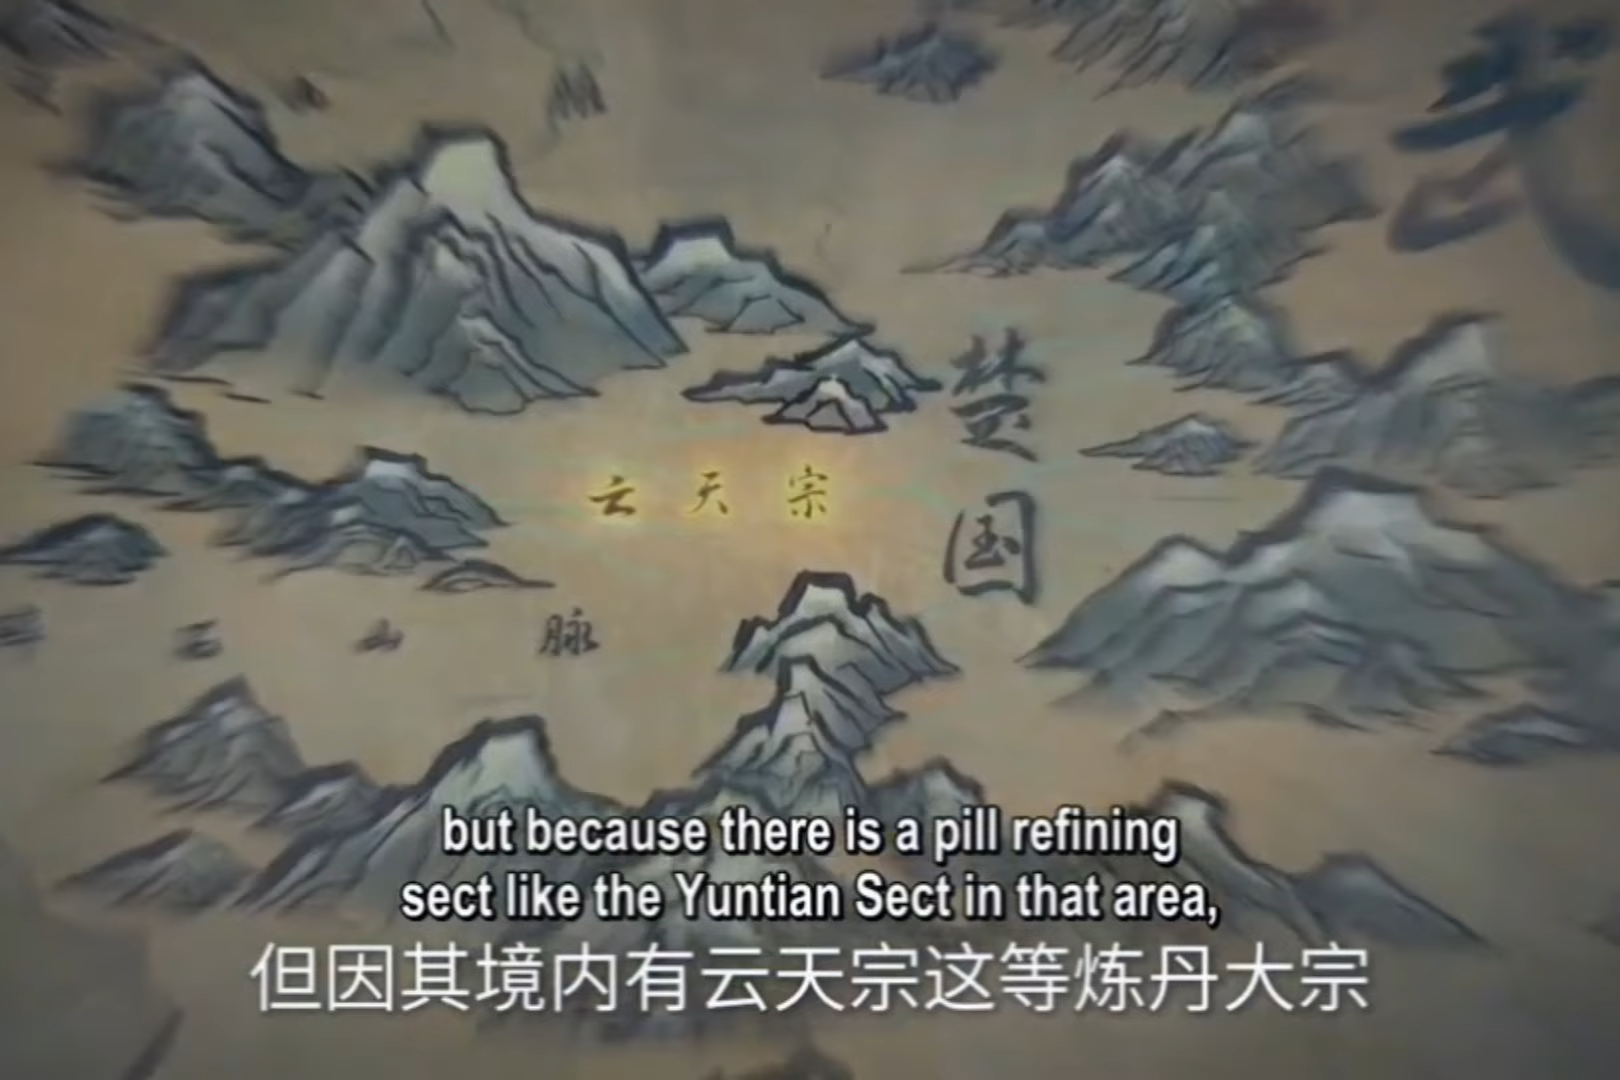 楚国
云天宗
山脉
but because there is a pill refining
sect like the Yuntian Sect in that area,
但因其境内有云天宗这等炼丹大宗